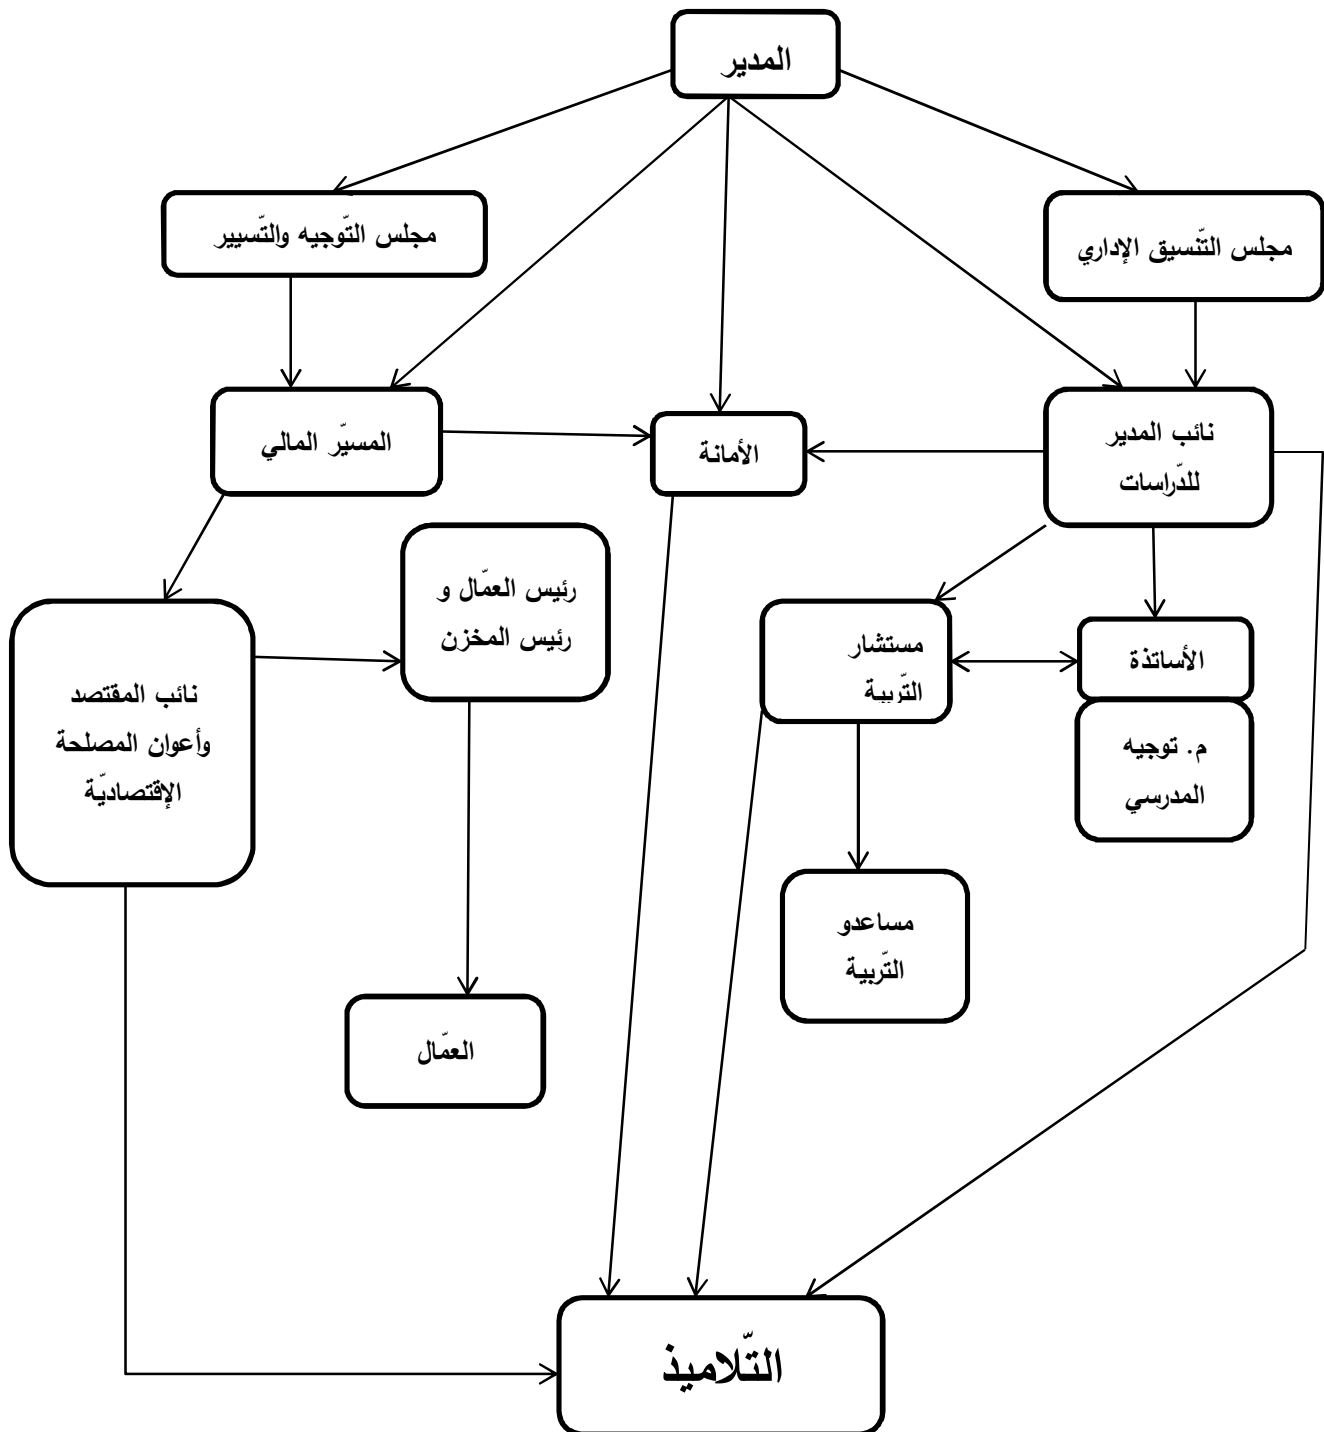 المدير
مجلس التّنسيق الإداري
مجلس التّوجيه والتّسيير
نائب المدير
للدّراسات
الأمانة
المسيّر المالي
الأساتذة
م. توجيه
المدرسي
مستشار
التّربية
رئيس العمّال و
رئيس المخزن
نائب المقتصد
وأعوان المصلحة
الإقتصاديّة
مساعدو
التّربية
العمّال
التّلاميذ